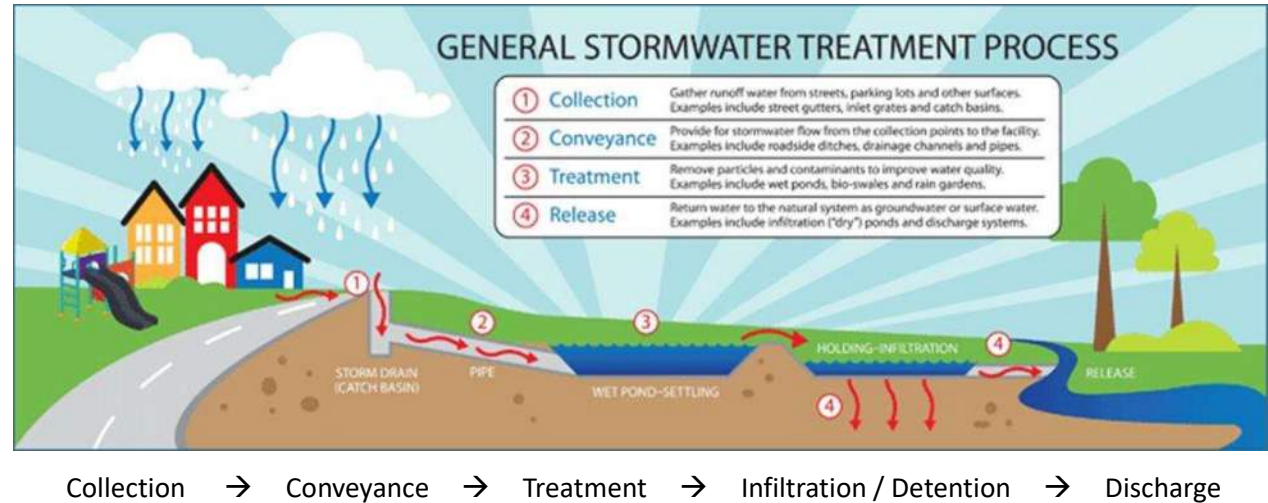 GENERAL STORMWATER TREATMENT PROCESS
1 Collection Gather runoff water from streets, parking lots and other surfaces.
Examples include street gutters, inlet grates and catch basins.
2 Conveyance Provide for stormwater flow from the collection points to the facility.
Examples include roadside ditches, drainage channels and pipes.
3 Treatment Remove particles and contaminants to improve water quality.
Examples include wet ponds, bio-swales and rain gardens.
4 Release Return water to the natural system as groundwater or surface water.
Examples include infiltration ("dry") ponds and discharge systems.
1
2
3
4
HOLDING-INFILTRATION
STORM DRAIN
(CATCH BASIN)
PIPE
WET POND-SETTLING
RELEASE
4
Collection → Conveyance → Treatment → Infiltration / Detention → Discharge